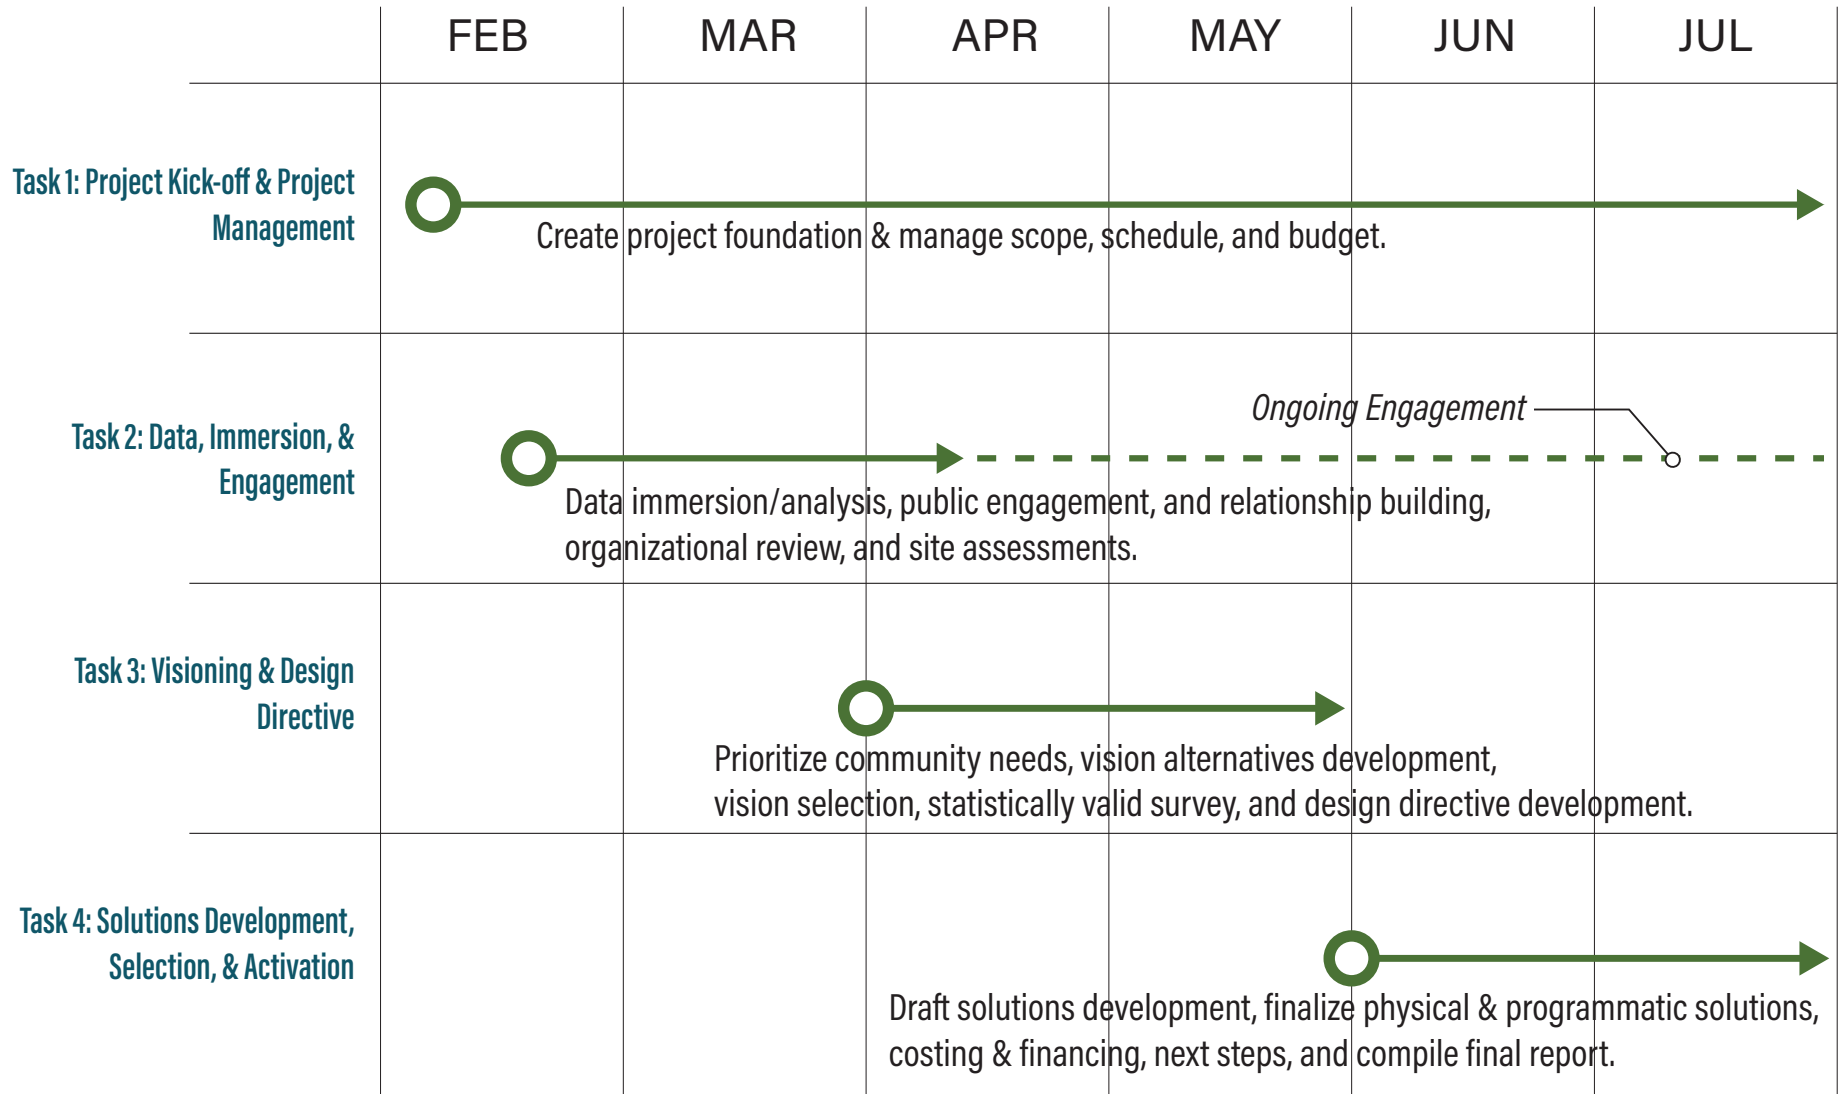 FEB MAR APR MAY JUN JUL
Task 1: Project Kick-off & Project
Management
Create project foundation & manage scope, schedule, and budget.
Task 2: Data, Immersion, &
Engagement
Ongoing Engagement
Data immersion/analysis, public engagement, and relationship building,
organizational review, and site assessments.
Task 3: Visioning & Design
Directive
Prioritize community needs, vision alternatives development,
vision selection, statistically valid survey, and design directive development.
Task 4: Solutions Development,
Selection, & Activation
Draft solutions development, finalize physical & programmatic solutions,
costing & financing, next steps, and compile final report.